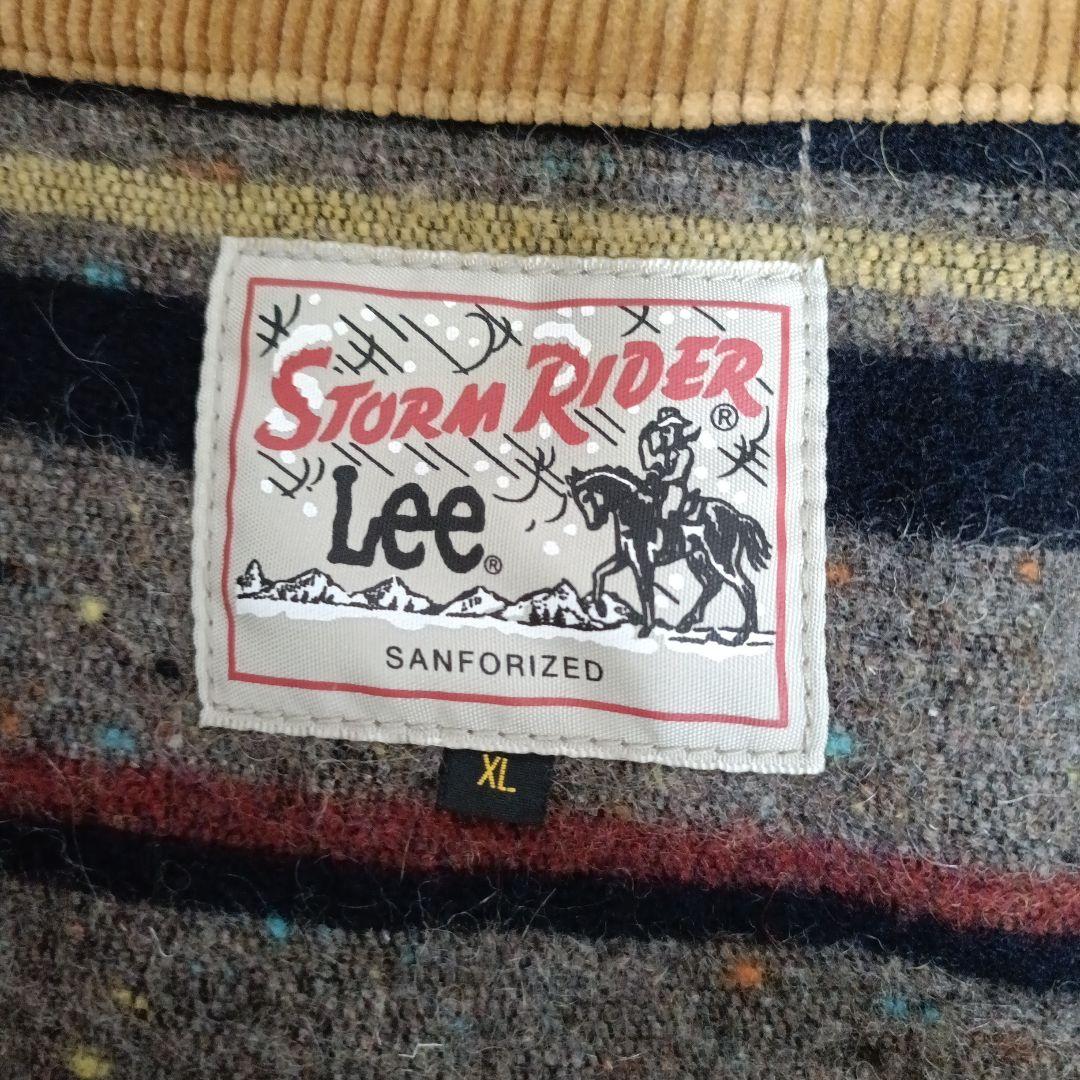 STORM RIDER ®
Lee ®
SANFORIZED
XL